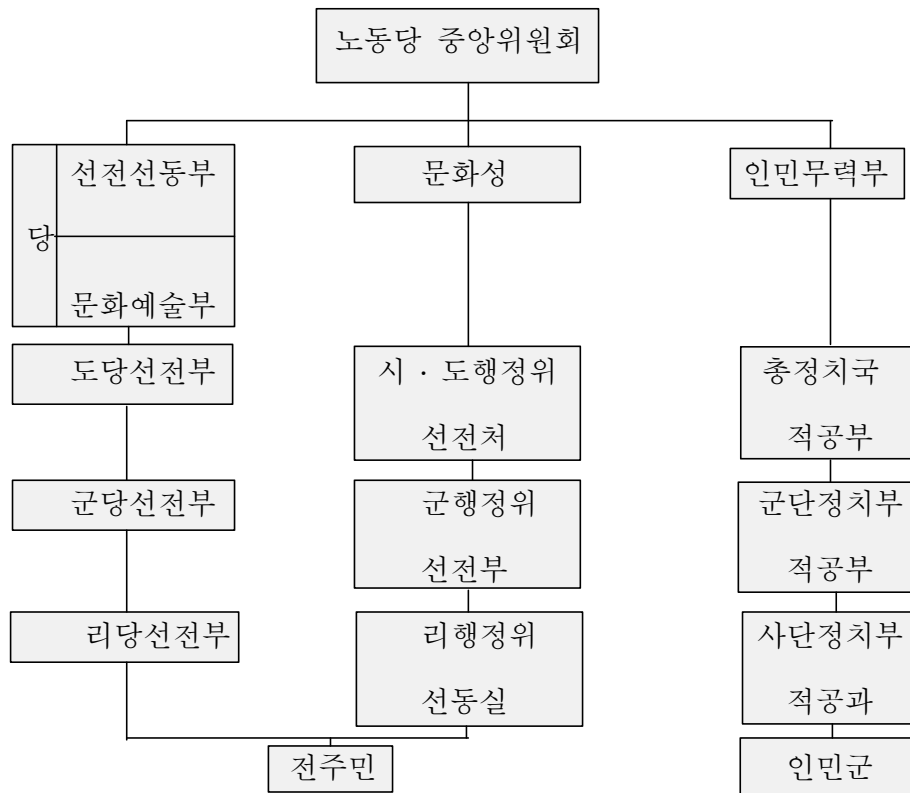 노동당 중앙위원회
선전선동부
문화성
인민무력부
당
문화예술부
도당선전부
시 · 도행정위
선전처
총정치국
적공부
군당선전부
군행정위
선전부
군단정치부
적공부
리당선전부
리행정위
선동실
사단정치부
적공과
전주민
인민군